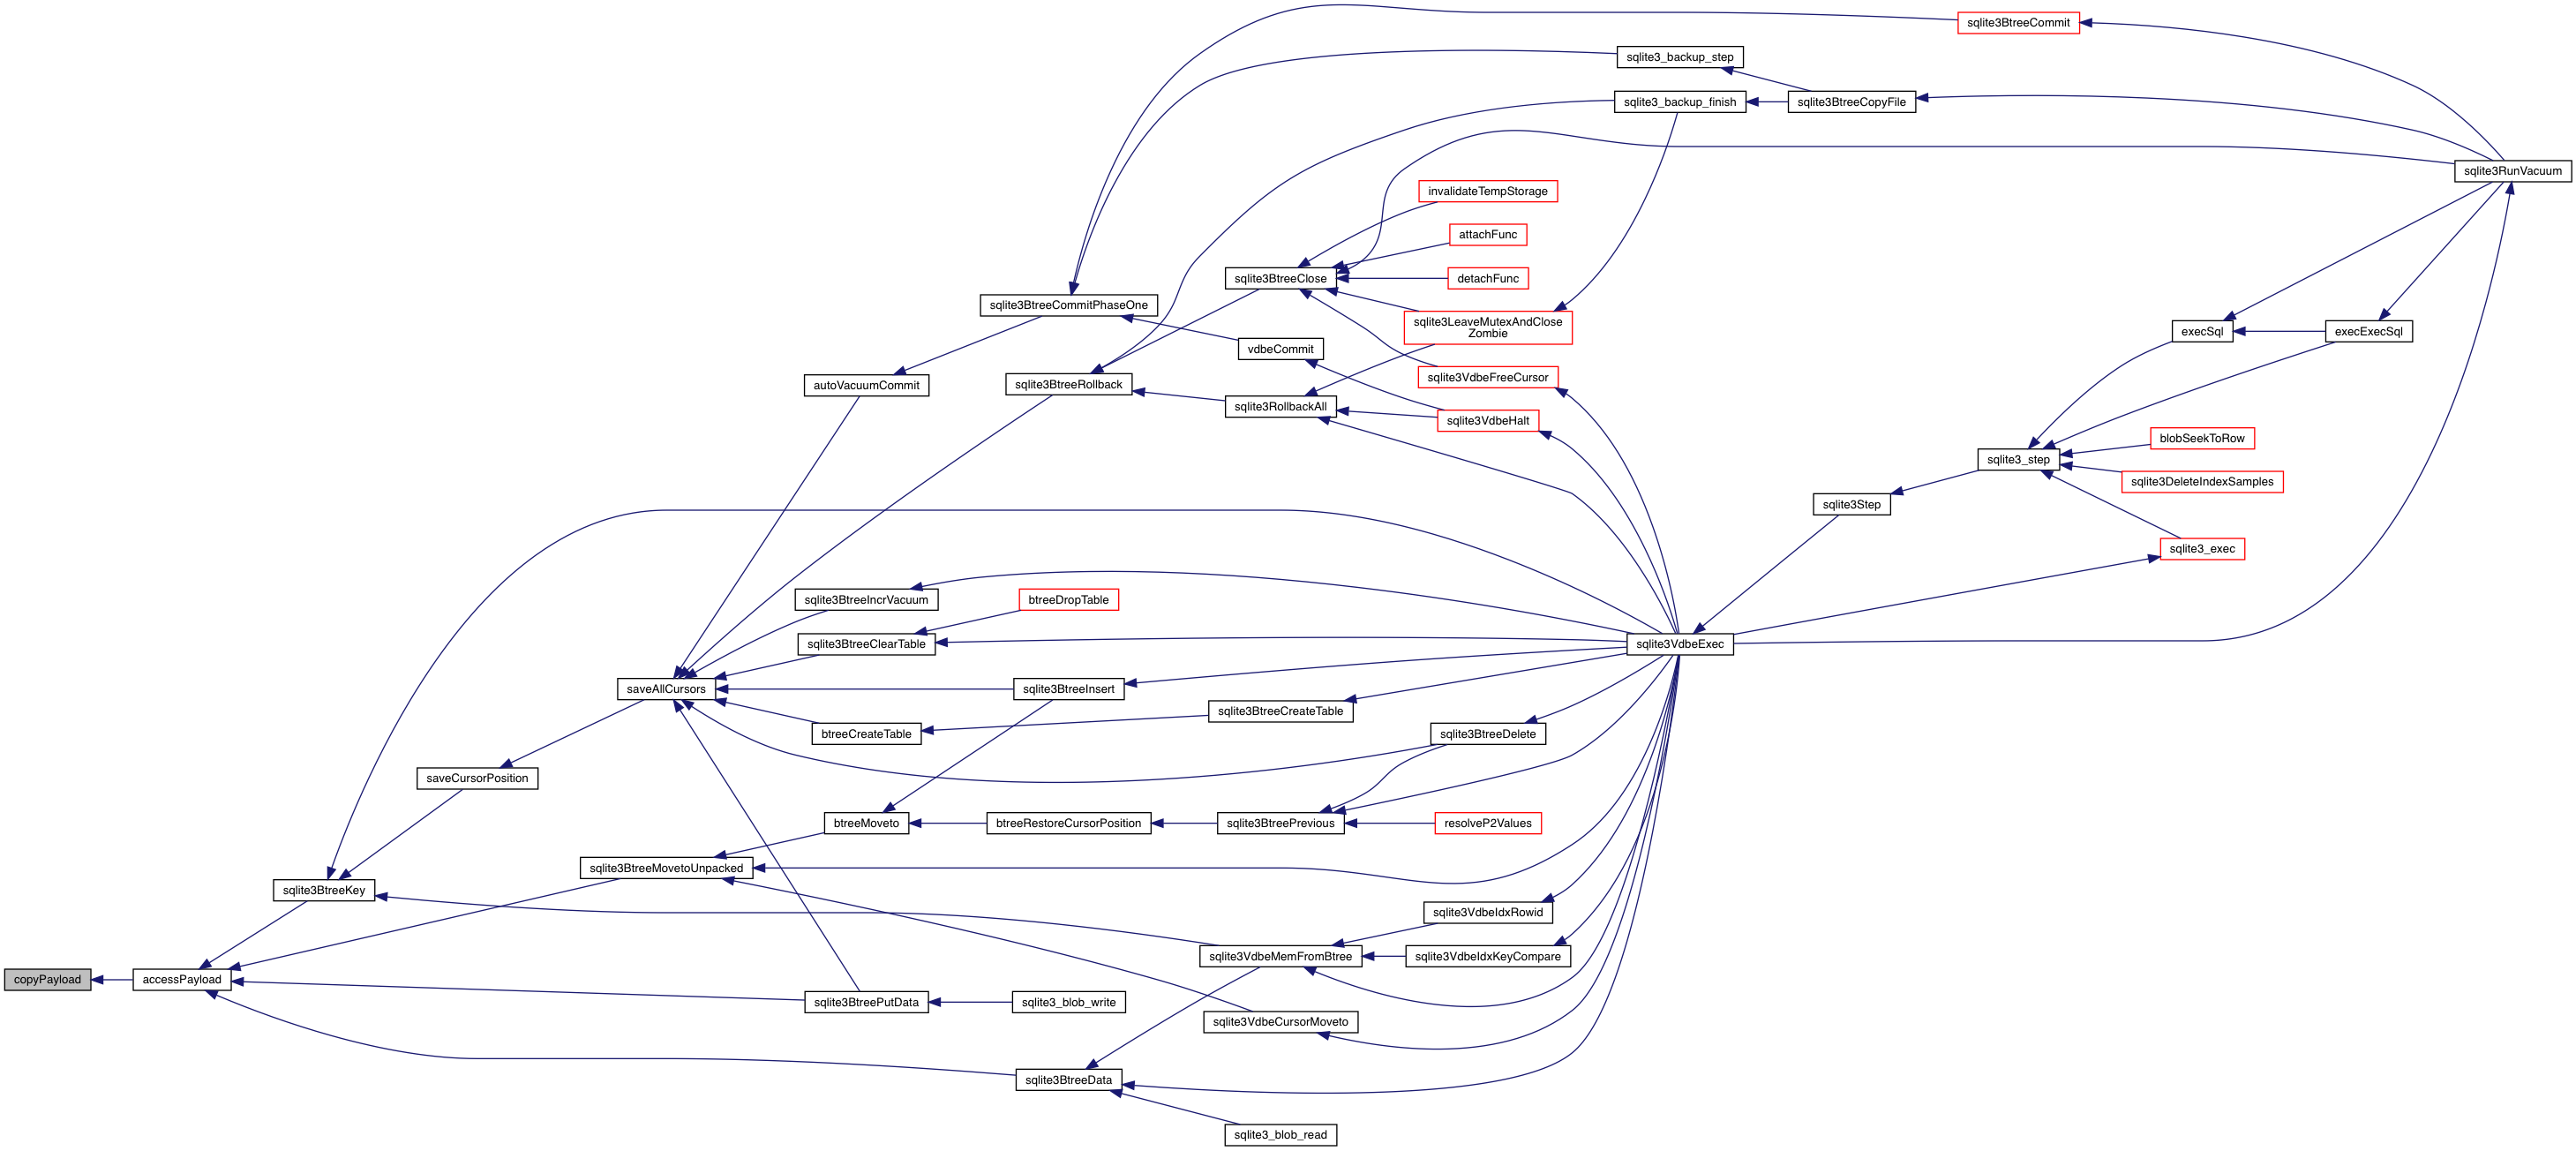 sqlite3BtreeCommit
sqlite3_backup_step
sqlite3_backup_finish
sqlite3BtreeCopyFile
sqlite3RunVacuum
invalidateTempStorage
attachFunc
sqlite3BtreeClose
detachFunc
sqlite3BtreeCommitPhaseOne
sqlite3LeaveMutexAndClose
Zombie
execSql
execExecSql
vdbeCommit
sqlite3VdbeFreeCursor
autoVacuumCommit
sqlite3BtreeRollback
sqlite3RollbackAll
sqlite3VdbeHalt
blobSeekToRow
sqlite3_step
sqlite3DeleteIndexSamples
sqlite3Step
sqlite3_exec
sqlite3BtreeIncrVacuum
btreeDropTable
sqlite3BtreeClearTable
sqlite3VdbeExec
saveAllCursors
sqlite3BtreeInsert
sqlite3BtreeCreateTable
btreeCreateTable
sqlite3BtreeDelete
saveCursorPosition
btreeMoveto
btreeRestoreCursorPosition
sqlite3BtreePrevious
resolveP2Values
sqlite3BtreeMovetoUnpacked
sqlite3BtreeKey
sqlite3VdbeIdxRowid
sqlite3VdbeMemFromBtree
sqlite3VdbeIdxKeyCompare
copyPayload
accessPayload
sqlite3BtreePutData
sqlite3_blob_write
sqlite3VdbeCursorMoveto
sqlite3BtreeData
sqlite3_blob_read